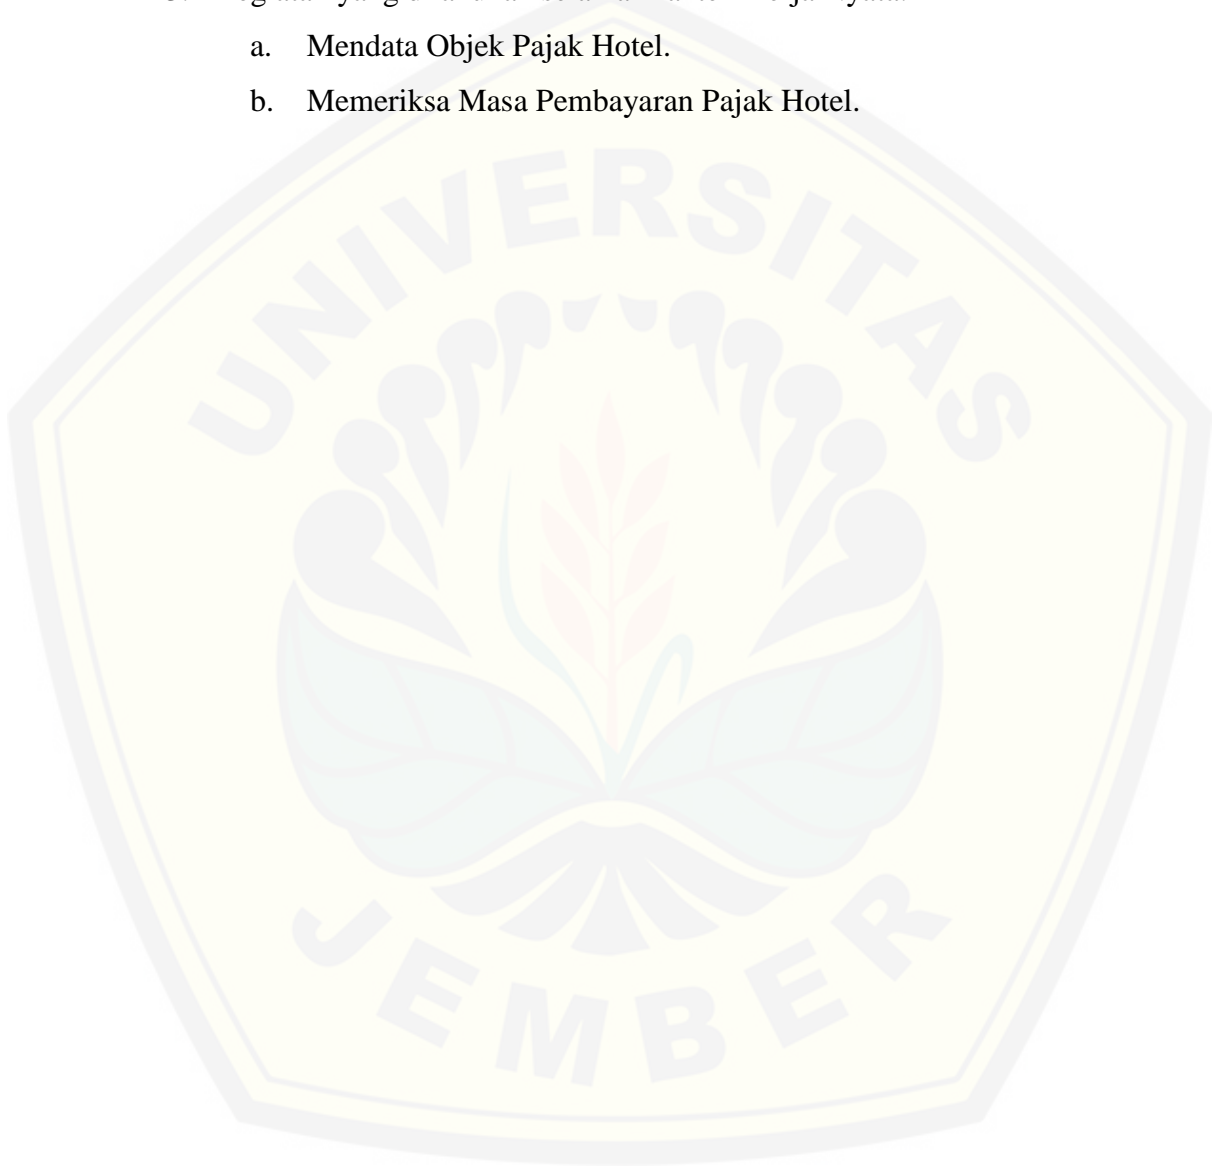 a. Mendata Objek Pajak Hotel.
b. Memeriksa Masa Pembayaran Pajak Hotel.
UNIVERSITAS
JEMBER